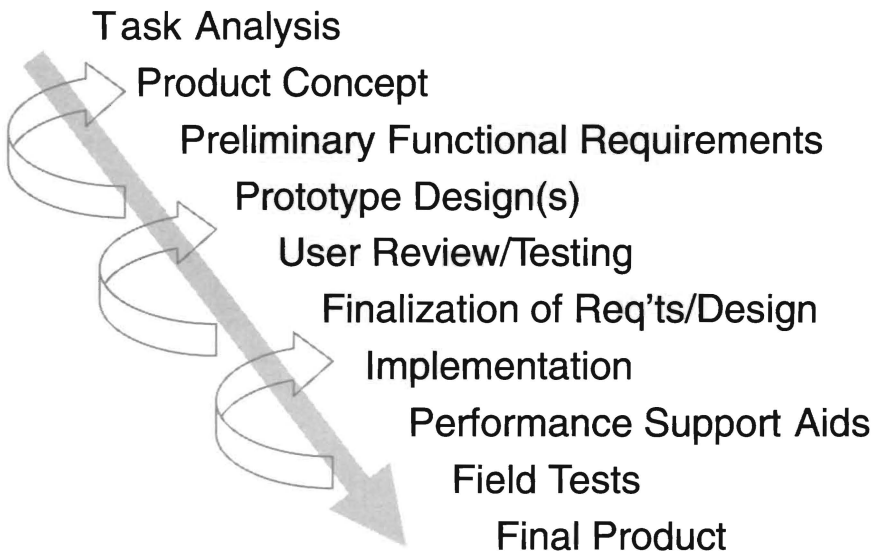 Task Analysis
Product Concept
Preliminary Functional Requirements
Prototype Design(s)
User Review/Testing
Finalization of Req'ts/Design
Implementation
Performance Support Aids
Field Tests
Final Product